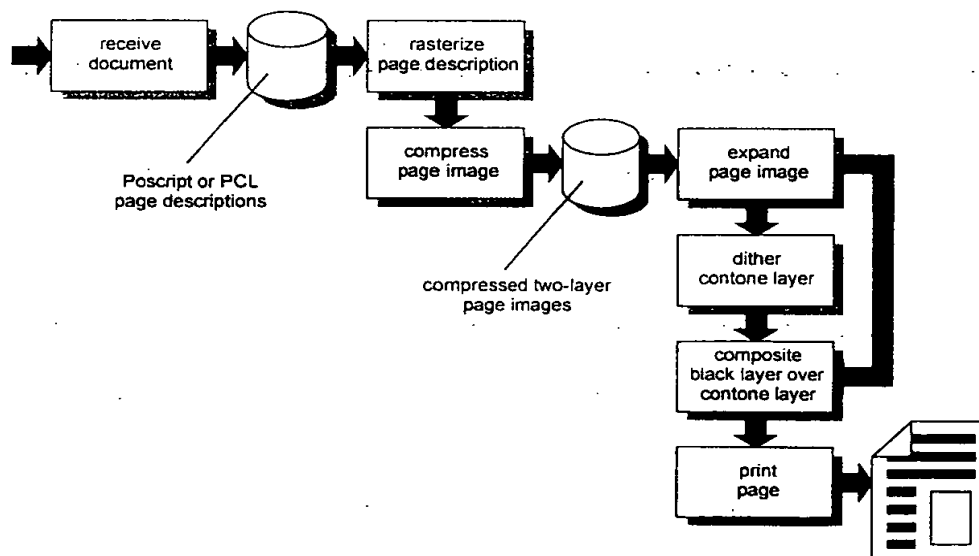 receive
document
rasterize
page description
Poscript or PCL
page descriptions
compress
page image
compressed two-layer
page images
expand
page image
dither
contone layer
composite
black layer over
contone layer
print
page